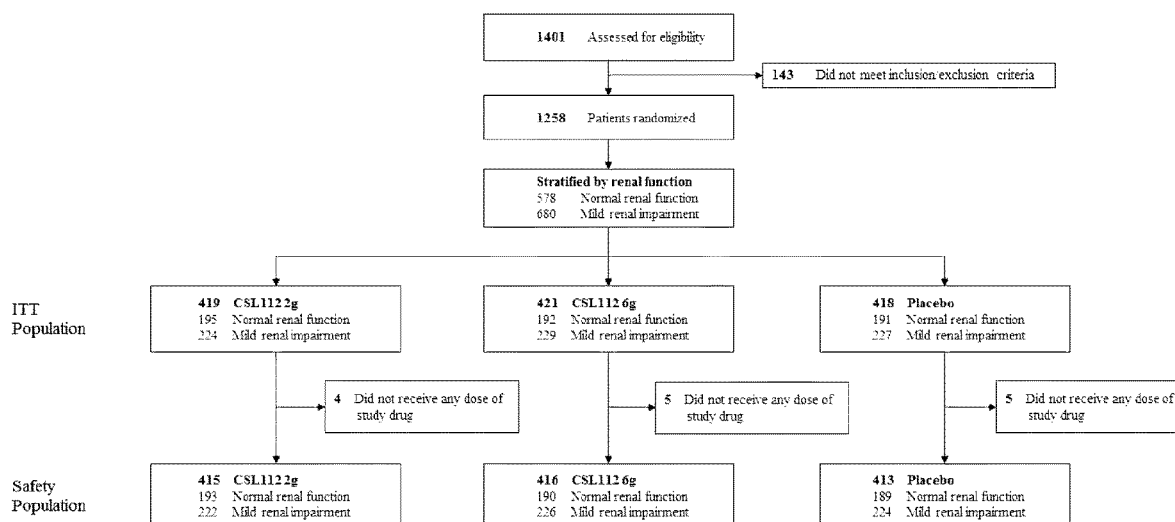 1401 Assessed for eligibility
143 Did not meet inclusion/exclusion criteria
1258 Patients randomized
Stratified by renal function
578 Normal renal function
680 Mild renal impairment
ITT
Population
419 CSL112 2g
195 Normal renal function
224 Mild renal impairment
421 CSL112 6g
192 Normal renal function
229 Mild renal impairment
418 Placebo
191 Normal renal function
227 Mild renal impairment
4 Did not receive any dose of
study drug
5 Did not receive any dose of
study drug
5 Did not receive any dose of
study drug
Safety
Population
415 CSL112 2g
193 Normal renal function
222 Mild renal impairment
416 CSL112 6g
190 Normal renal function
226 Mild renal impairment
413 Placebo
189 Normal renal function
224 Mild renal impairment